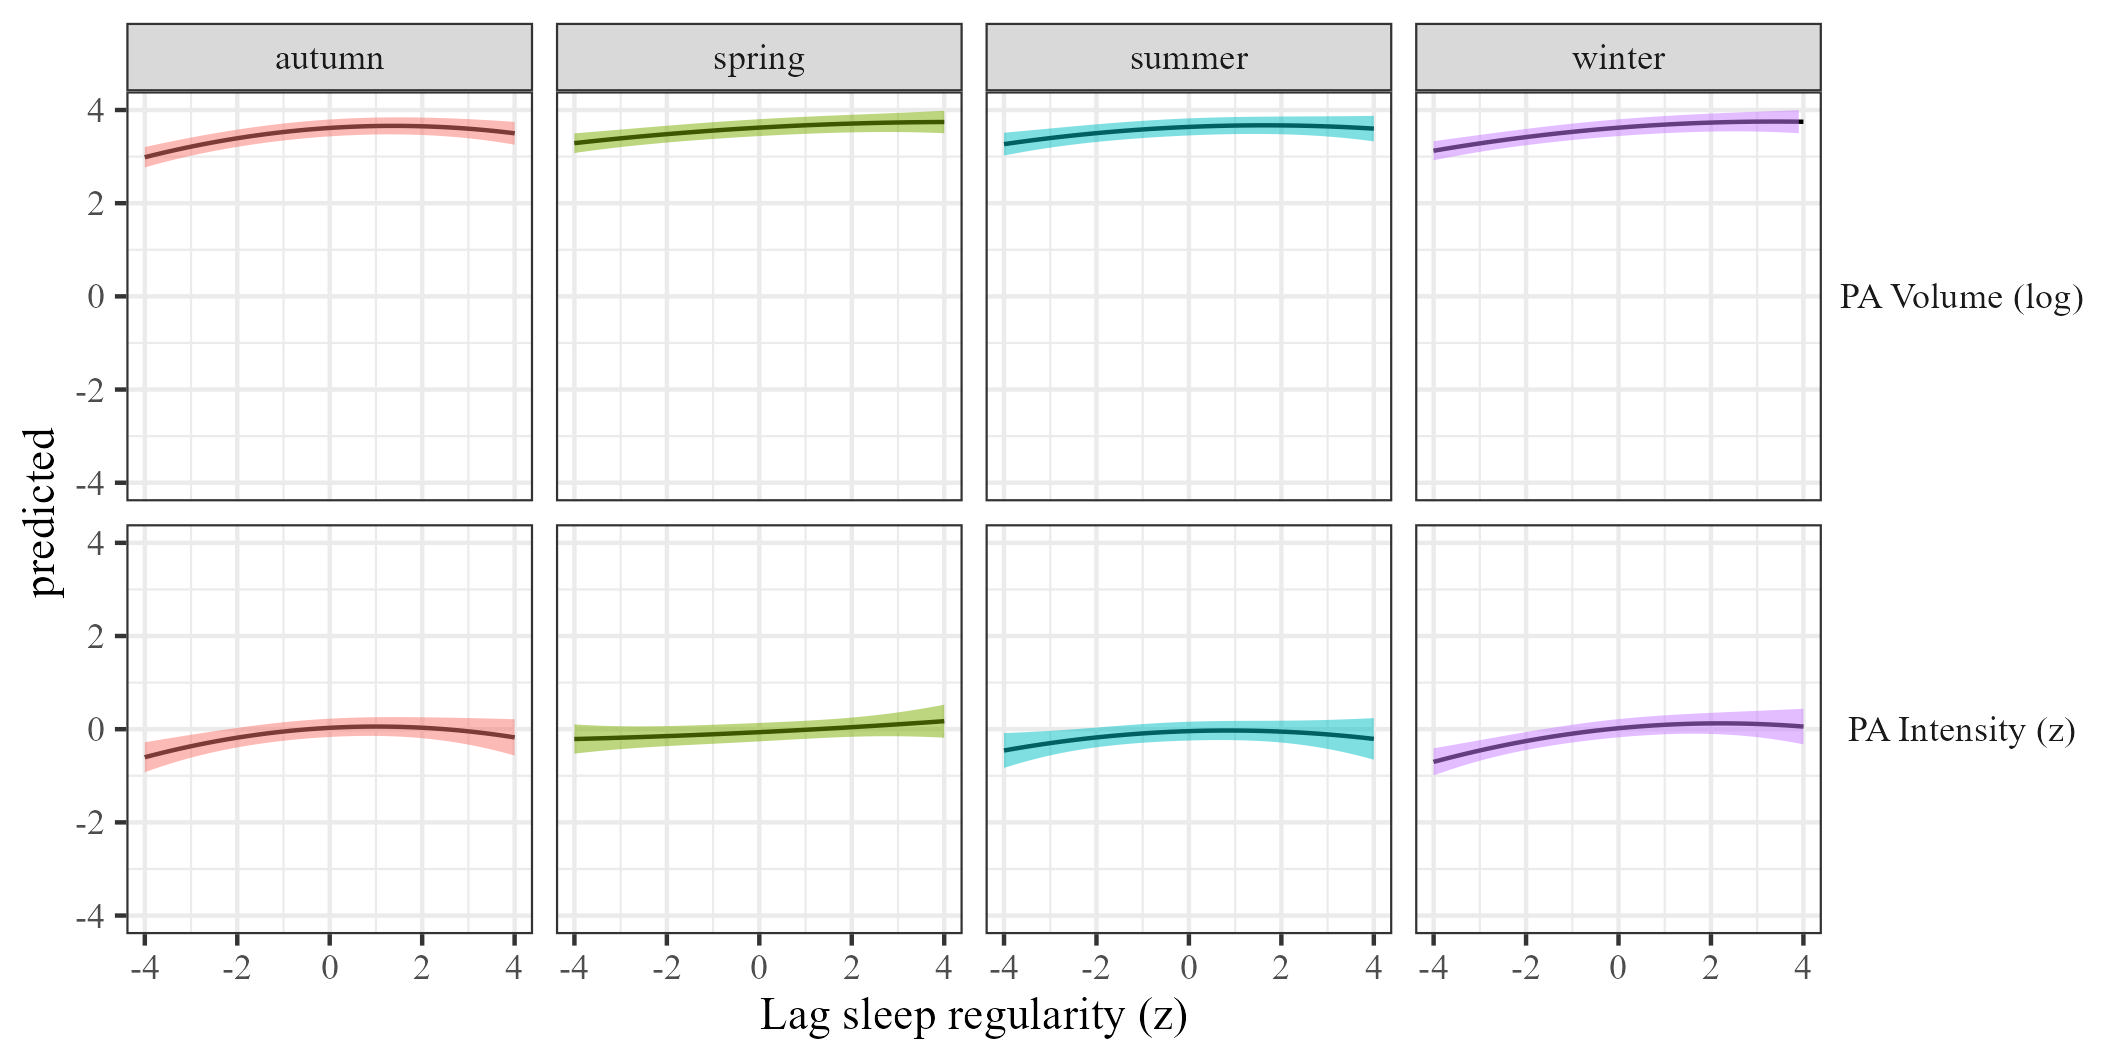 autumn spring summer winter
4
2
0
-2
-4
PA Volume (log)
4
2
0
-2
-4
PA Intensity (z)
predicted
-4 -2 0 2 4 -4 -2 0 2 4 -4 -2 0 2 4 -4 -2 0 2 4
Lag sleep regularity (z)